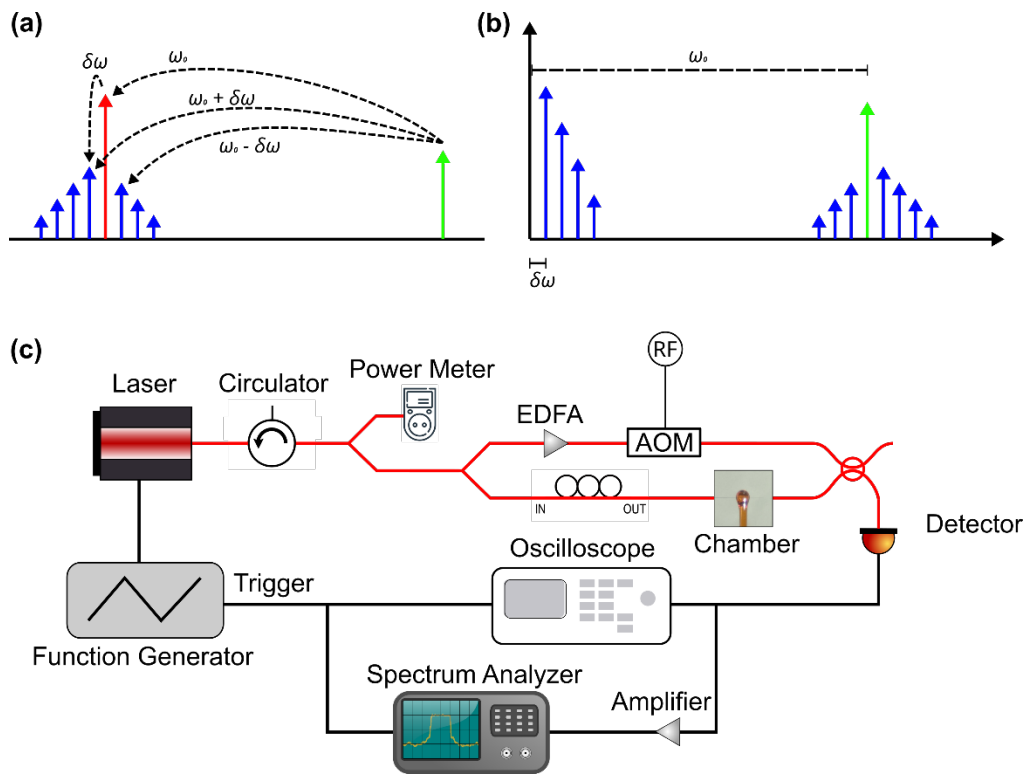 (a)
δω
ω₀
ω₀ + δω
ω₀ - δω
(b)
ω₀
δω
(c)
RF
Power Meter
Laser
Circulator
EDFA
AOM
IN
OUT
Chamber
Detector
Oscilloscope
Trigger
Function Generator
Spectrum Analyzer
Amplifier